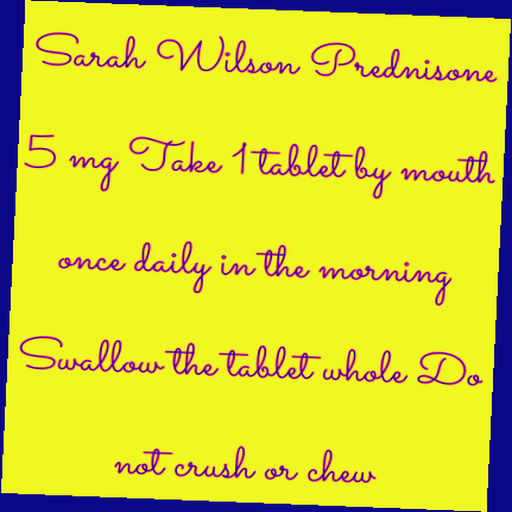 Sarah Wilson Prednisone
5 mg Take 1 tablet by mouth
once daily in the morning
Swallow the tablet whole Do
not crush or chew